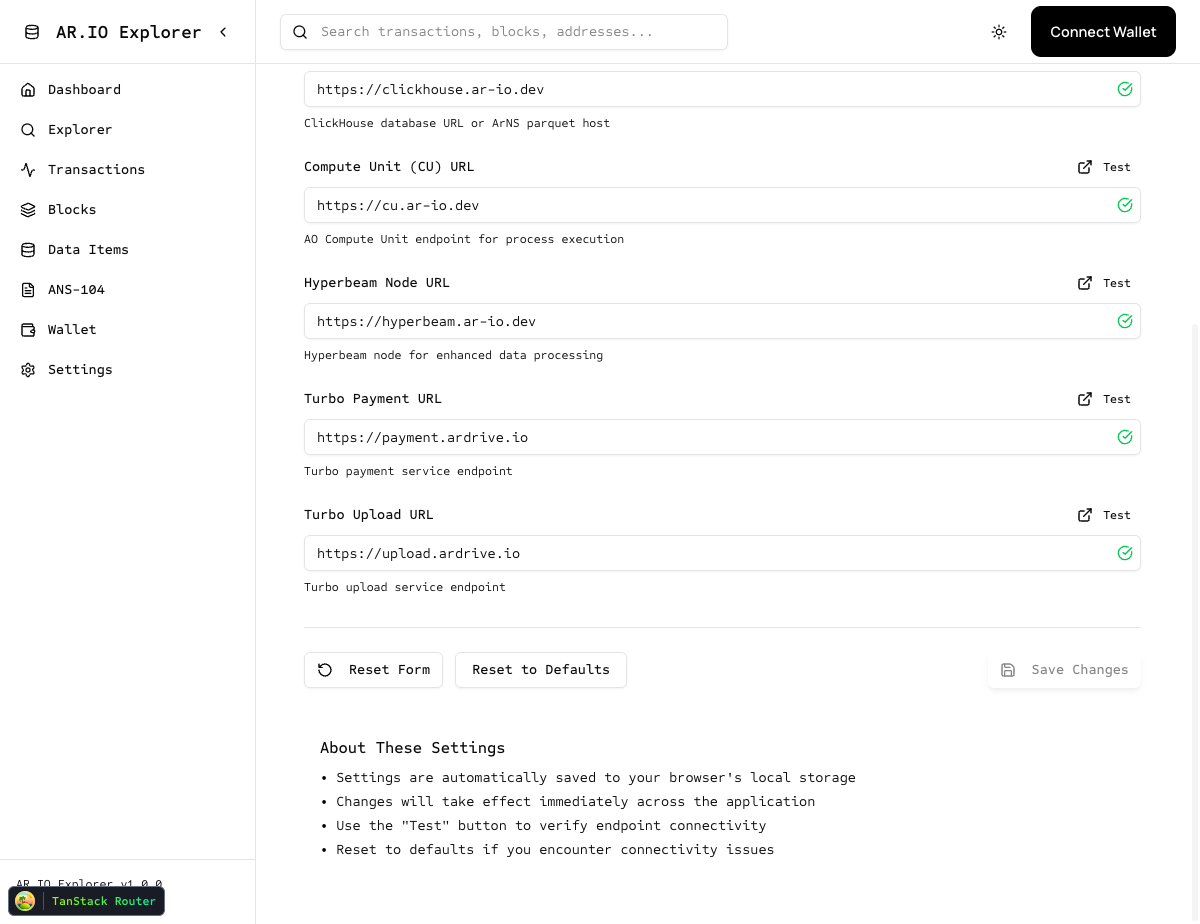 AR.IO Explorer
Search transactions, blocks, addresses...
Connect Wallet
Dashboard
Explorer
Transactions
Blocks
Data Items
ANS-104
Wallet
Settings
https://clickhouse.ar-io.dev
ClickHouse database URL or ArNS parquet host
Compute Unit (CU) URL
Test
https://cu.ar-io.dev
AO Compute Unit endpoint for process execution
Hyperbeam Node URL
Test
https://hyperbeam.ar-io.dev
Hyperbeam node for enhanced data processing
Turbo Payment URL
Test
https://payment.ardrive.io
Turbo payment service endpoint
Turbo Upload URL
Test
https://upload.ardrive.io
Turbo upload service endpoint
Reset Form
Reset to Defaults
Save Changes
About These Settings
• Settings are automatically saved to your browser's local storage
• Changes will take effect immediately across the application
• Use the "Test" button to verify endpoint connectivity
• Reset to defaults if you encounter connectivity issues
AR.IO Explorer v1.0.0
TanStack Router